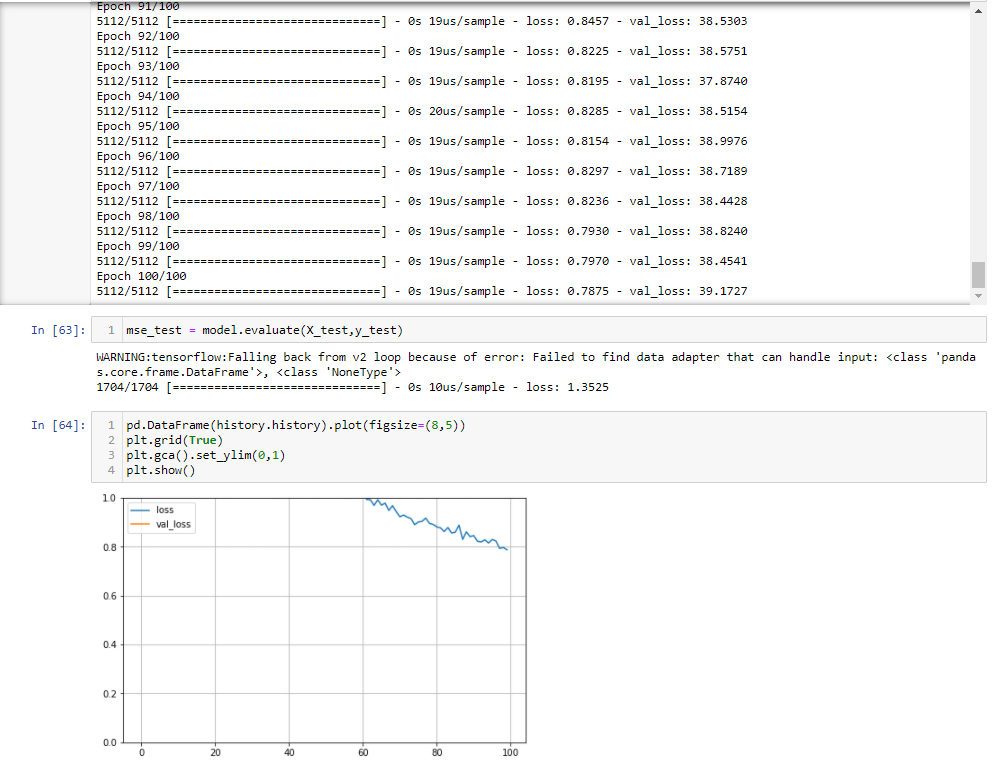 Epoch 91/100
5112/5112 [==============================] - 0s 19us/sample - loss: 0.8457 - val_loss: 38.5303
Epoch 92/100
5112/5112 [==============================] - 0s 19us/sample - loss: 0.8225 - val_loss: 38.5751
Epoch 93/100
5112/5112 [==============================] - 0s 19us/sample - loss: 0.8195 - val_loss: 37.8740
Epoch 94/100
5112/5112 [==============================] - 0s 20us/sample - loss: 0.8285 - val_loss: 38.5154
Epoch 95/100
5112/5112 [==============================] - 0s 19us/sample - loss: 0.8154 - val_loss: 38.9976
Epoch 96/100
5112/5112 [==============================] - 0s 19us/sample - loss: 0.8297 - val_loss: 38.7189
Epoch 97/100
5112/5112 [==============================] - 0s 19us/sample - loss: 0.8236 - val_loss: 38.4428
Epoch 98/100
5112/5112 [==============================] - 0s 19us/sample - loss: 0.7930 - val_loss: 38.8240
Epoch 99/100
5112/5112 [==============================] - 0s 19us/sample - loss: 0.7970 - val_loss: 38.4541
Epoch 100/100
5112/5112 [==============================] - 0s 19us/sample - loss: 0.7875 - val_loss: 39.1727
In [63]: 1 mse_test = model.evaluate(X_test,y_test)
WARNING:tensorflow:Falling back from v2 loop because of error: Failed to find data adapter that can handle input: <class 'panda
s.core.frame.DataFrame'>, <class 'NoneType'>
1704/1704 [==============================] - 0s 10us/sample - loss: 1.3525
In [64]: 1 pd.DataFrame(history.history).plot(figsize=(8,5))
2 plt.grid(True)
3 plt.gca().set_ylim(0,1)
4 plt.show()
1.0
loss
val_loss
0.8
0.6
0.4
0.2
0.0
0 20 40 60 80 100